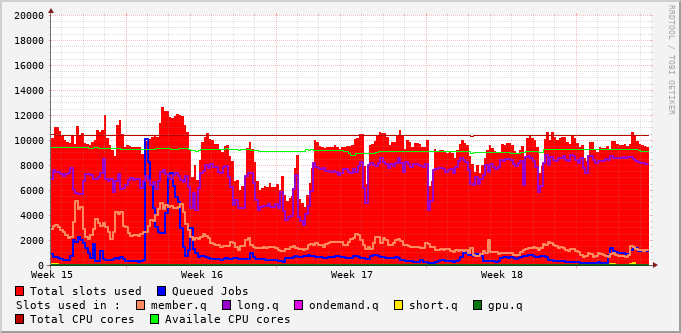 RRDTOOL / TOBI OETIKER
20000
18000
16000
14000
12000
10000
8000
6000
4000
2000
0
Week 15 Week 16 Week 17 Week 18
Total slots used Queued Jobs
Slots used in : member.q long.q ondemand.q short.q gpu.q
Total CPU cores Availale CPU cores